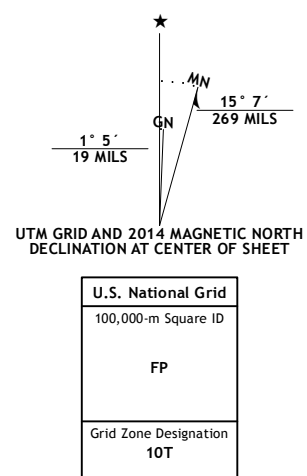 ★
MN
GN
15° 7´
269 MILS
1° 5´
19 MILS
UTM GRID AND 2014 MAGNETIC NORTH
DECLINATION AT CENTER OF SHEET
U.S. National Grid
100,000-m Square ID
FP
Grid Zone Designation
10T